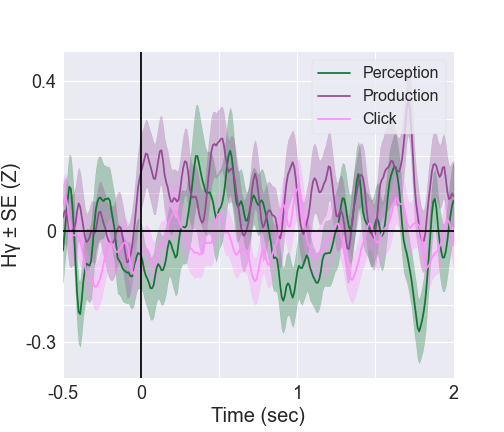 Perception
Production
Click
Hγ ± SE (Z)
0.4
0
-0.3
-0.5
0
1
2
Time (sec)